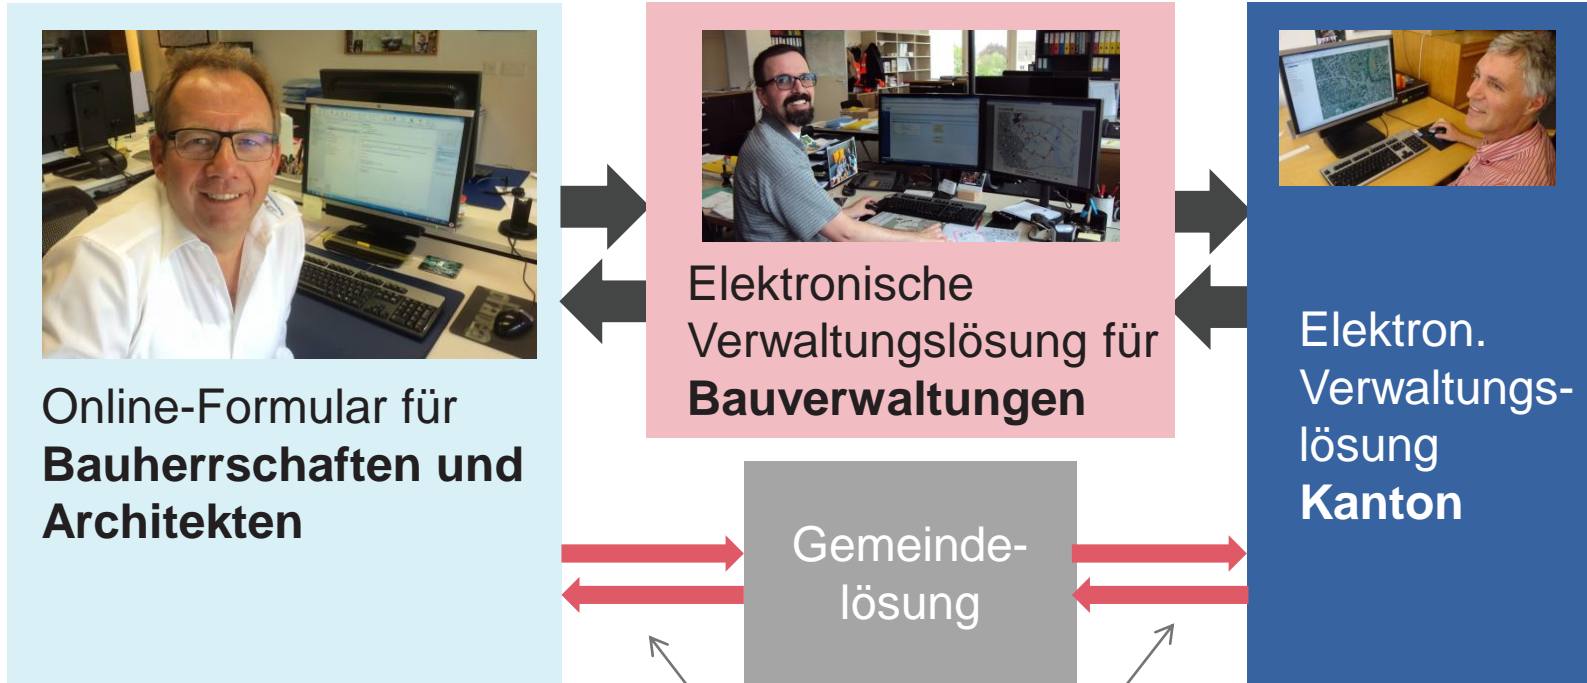 Online-Formular für
Bauherrschaften und
Architekten
Elektronische
Verwaltungslösung für
Bauverwaltungen
Gemeinde-
lösung
Elektron.
Verwaltungs-
lösung
Kanton